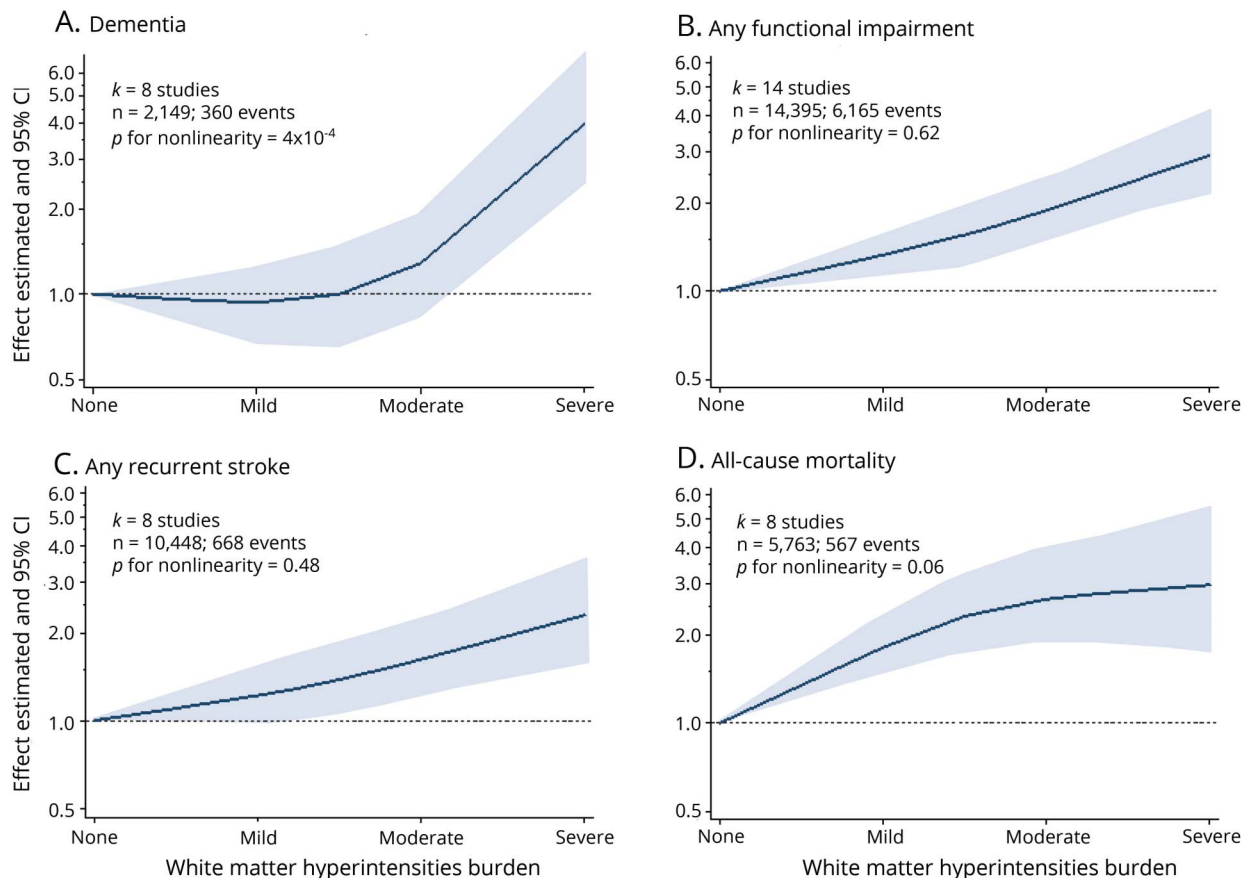 A. Dementia
Effect estimated and 95% CI
6.0
5.0
4.0
3.0
2.0
1.0
0.5
k = 8 studies
n = 2,149; 360 events
p for nonlinearity = 4x10⁻⁴
None Mild Moderate Severe
B. Any functional impairment
6.0
5.0
4.0
3.0
2.0
1.0
0.5
k = 14 studies
n = 14,395; 6,165 events
p for nonlinearity = 0.62
None Mild Moderate Severe
C. Any recurrent stroke
Effect estimated and 95% CI
6.0
5.0
4.0
3.0
2.0
1.0
0.5
k = 8 studies
n = 10,448; 668 events
p for nonlinearity = 0.48
None Mild Moderate Severe
White matter hyperintensities burden
D. All-cause mortality
6.0
5.0
4.0
3.0
2.0
1.0
0.5
k = 8 studies
n = 5,763; 567 events
p for nonlinearity = 0.06
None Mild Moderate Severe
White matter hyperintensities burden